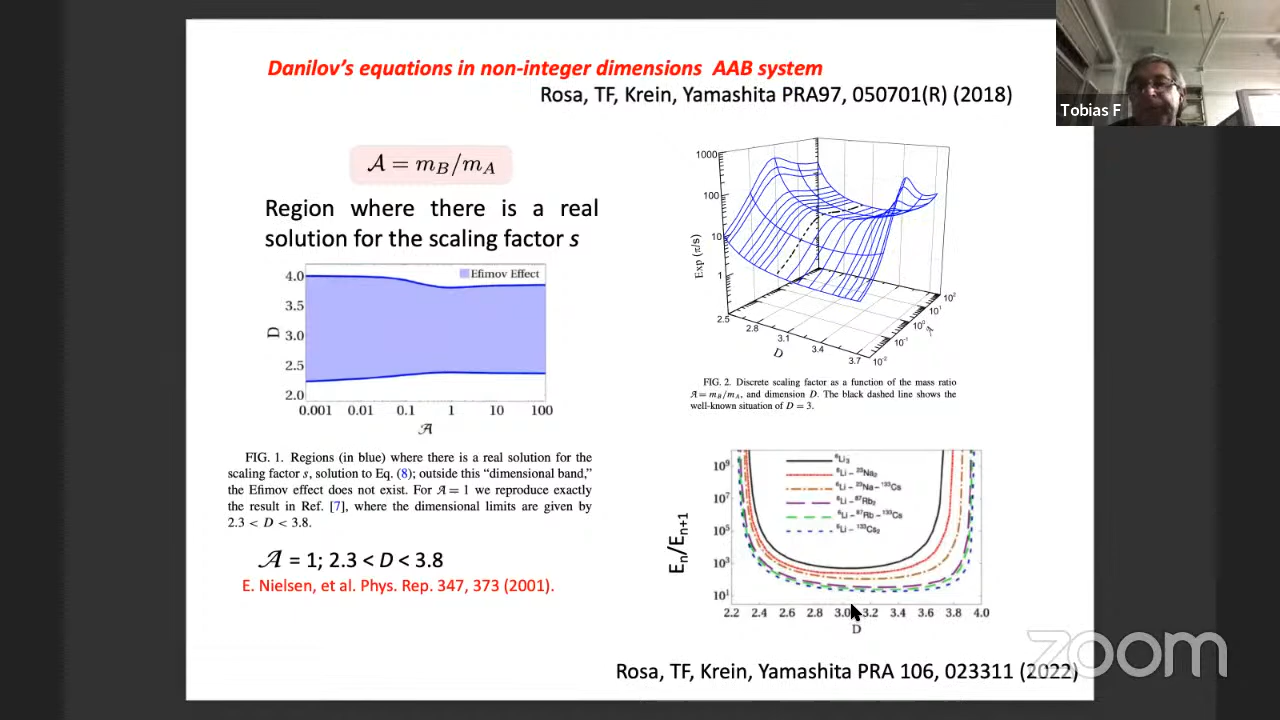 Danilov's equations in non-integer dimensions AAB system
Rosa, TF, Krein, Yamashita PRA97, 050701(R) (2018)
Tobias F
𝒜 = m_B/m_A
Region where there is a real
solution for the scaling factor s
Efimov Effect
4.0
3.5
3.0
2.5
2.0
D
0.001 0.01 0.1 1 10 100
𝒜
FIG. 1. Regions (in blue) where there is a real solution for the
scaling factor s, solution to Eq. (8); outside this "dimensional band,"
the Efimov effect does not exist. For 𝒜 = 1 we reproduce exactly
the result in Ref. [7], where the dimensional limits are given by
2.3 < D < 3.8.
𝒜 = 1; 2.3 < D < 3.8
E. Nielsen, et al. Phys. Rep. 347, 373 (2001).
1000
100
10
1
Exp (π/s)
2.5 2.8 3.1 3.4 3.7
D
10⁻² 10⁻¹ 10⁰ 10¹ 10²
𝒜
FIG. 2. Discrete scaling factor as a function of the mass ratio
𝒜 = m_B/m_A, and dimension D. The black dashed line shows the
well-known situation of D = 3.
⁶Li₃
⁶Li – ²³Na₂
⁶Li – ²³Na – ¹³³Cs
⁶Li – ⁸⁷Rb₂
⁶Li – ⁸⁷Rb – ¹³³Cs
⁶Li – ¹³³Cs₂
10⁹
10⁷
10⁵
10³
10¹
Eₙ/Eₙ₊₁
2.2 2.4 2.6 2.8 3.0 3.2 3.4 3.6 3.8 4.0
D
Rosa, TF, Krein, Yamashita PRA 106, 023311 (2022)
zoom